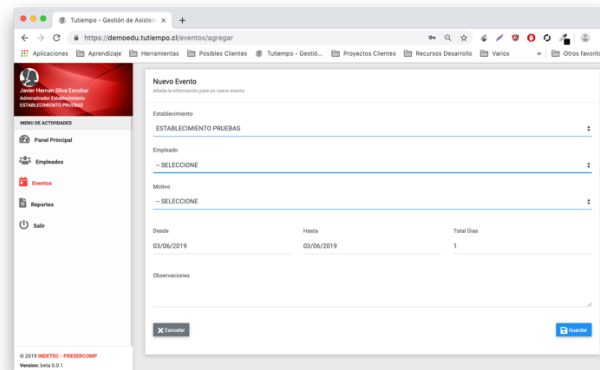 Tutiempo - Gestión de Asisten
https://demoedu.tutiempo.cl/eventos/agregar
Aplicaciones Aprendizaje Herramientas Posibles Clientes Tutiempo - Gestió... Proyectos Clientes Recursos Desarrollo Varios » Otros favorito
Javier Hernan Silva Escobar
Administrador Establecimiento
ESTABLECIMIENTO PRUEBAS
MENU DE ACTIVIDADES
Panel Principal
Empleados
Eventos
Reportes
Salir
© 2019 INDETEC - FRESERCOMP
Version: beta 0.0.1
Nuevo Evento
Añada la información para un nuevo evento
Establecimiento
ESTABLECIMIENTO PRUEBAS
Empleado
-- SELECCIONE
Motivo
-- SELECCIONE
Desde Hasta Total Dias
03/06/2019 03/06/2019 1
Observaciones
Cancelar Guardar